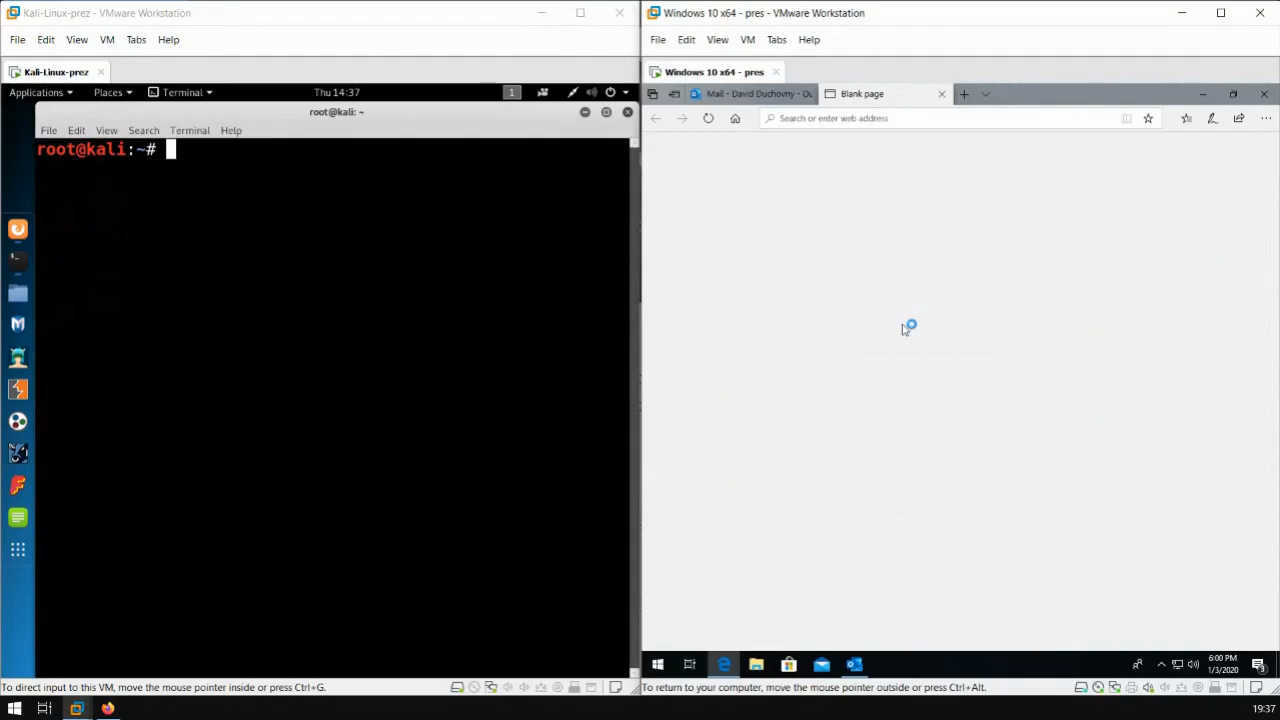 Kali-Linux-prez - VMware Workstation
File Edit View VM Tabs Help
Kali-Linux-prez
Applications Places Terminal Thu 14:37 1
root@kali: ~
File Edit View Search Terminal Help
root@kali:~#
To direct input to this VM, move the mouse pointer inside or press Ctrl+G.
Windows 10 x64 - pres - VMware Workstation
File Edit View VM Tabs Help
Windows 10 x64 - pres
Mail - David Duchovny - Ou
Blank page
Search or enter web address
6:00 PM
1/3/2020
To return to your computer, move the mouse pointer outside or press Ctrl+Alt.
19:37